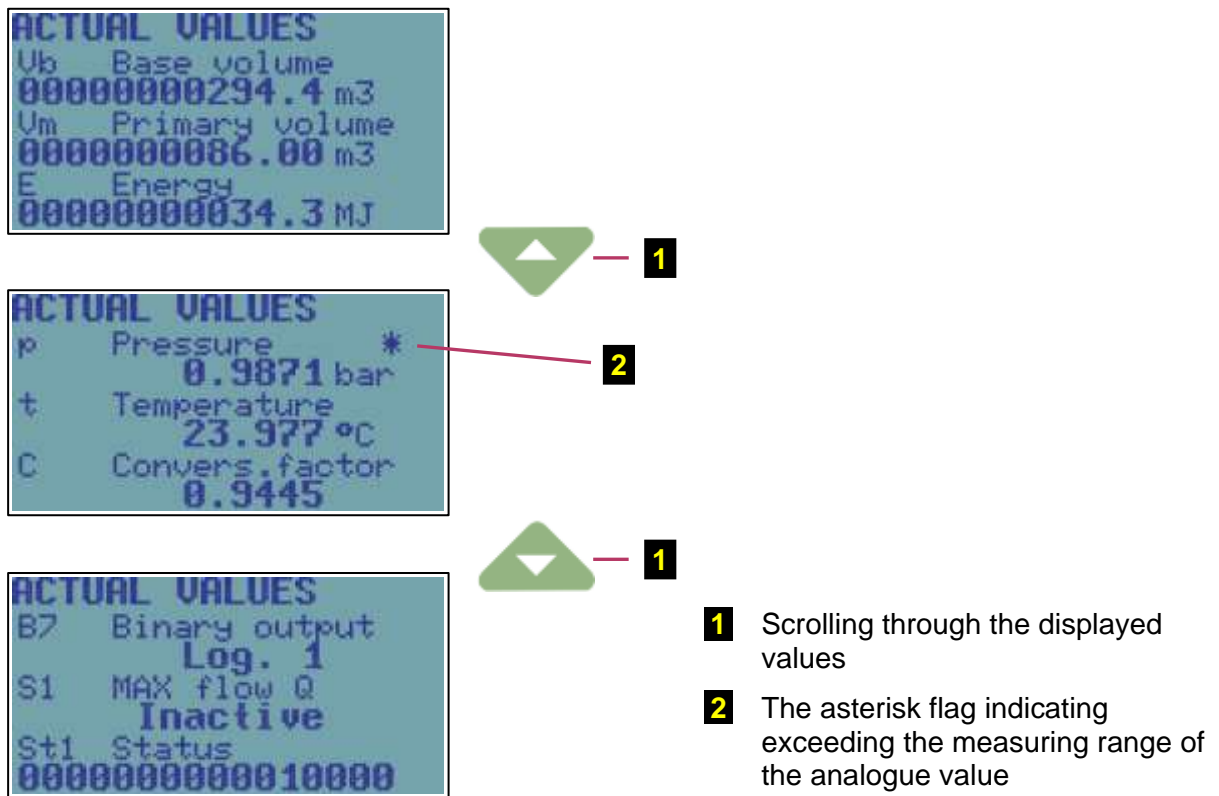 ACTUAL VALUES
Vb Base volume
00000000294.4 m3
Vm Primary volume
0000000086.00 m3
E Energy
00000000034.3 MJ
1
ACTUAL VALUES
p Pressure *
0.9871 bar
2
t Temperature
23.977 °C
C Convers.factor
0.9445
1
ACTUAL VALUES
B7 Binary output
Log. 1
S1 MAX flow Q
Inactive
St1 Status
0000000000010000
1 Scrolling through the displayed
values
2 The asterisk flag indicating
exceeding the measuring range of
the analogue value